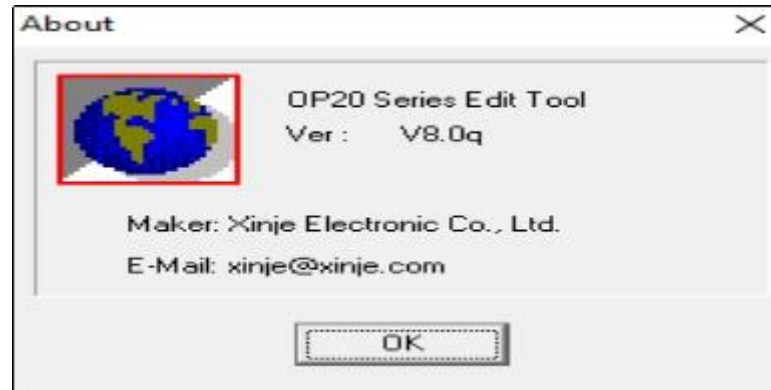 About
OP20 Series Edit Tool
Ver : V8.0q
Maker: Xinje Electronic Co., Ltd.
E-Mail: xinje@xinje.com
OK